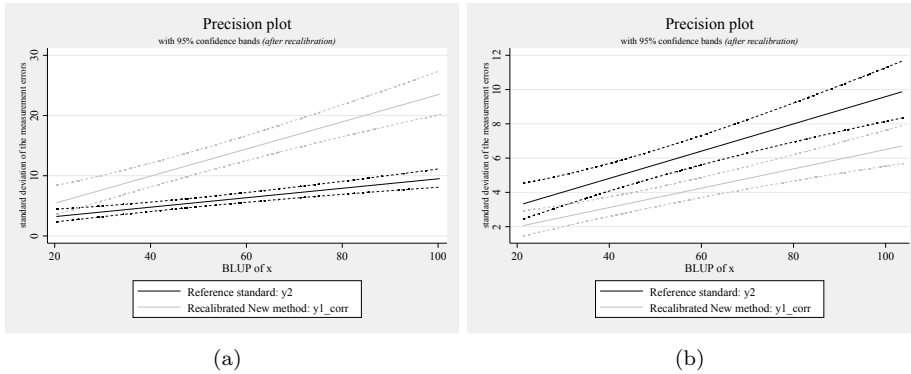 Precision plot
with 95% confidence bands (after recalibration)
standard deviation of the measurement errors
30
20
10
0
20
40
60
80
100
BLUP of x
Reference standard: y2
Recalibrated New method: y1_corr
(a)
Precision plot
with 95% confidence bands (after recalibration)
standard deviation of the measurement errors
12
10
8
6
4
2
20
40
60
80
100
BLUP of x
Reference standard: y2
Recalibrated New method: y1_corr
(b)